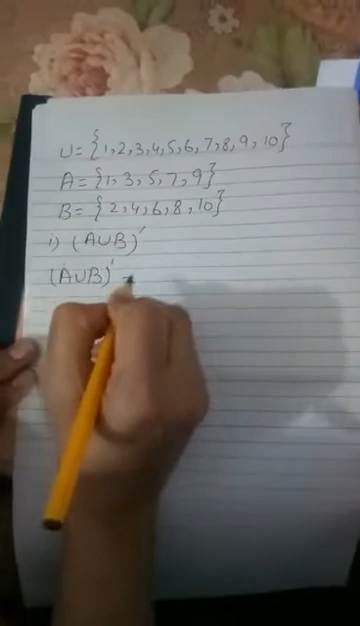 U = {1, 2, 3, 4, 5, 6, 7, 8, 9, 10}
A = {1, 3, 5, 7, 9}
B = {2, 4, 6, 8, 10}
i) (A∪B)′
(A∪B)′ =